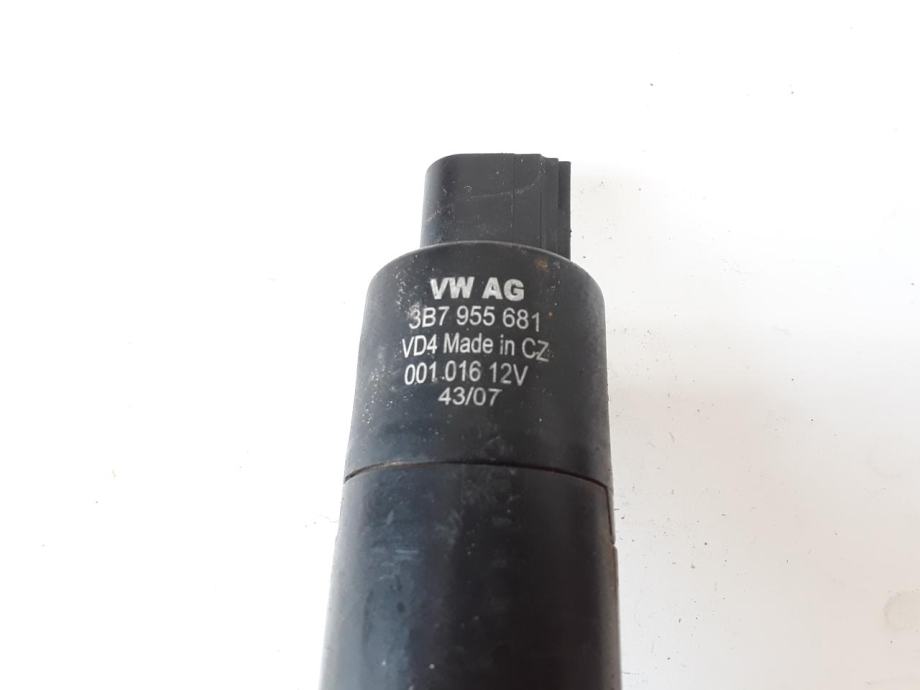 VW AG
3B7 955 681
VD4 Made in CZ
001.016 12V
43/07